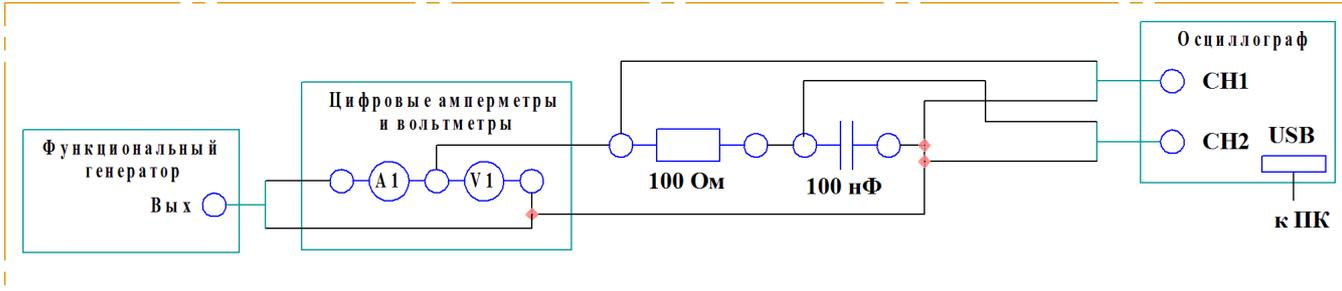 Функциональный
генератор
Вых
Цифровые амперметры
и вольтметры
A1
V1
100 Ом
100 нФ
Осциллограф
CH1
CH2
USB
к ПК